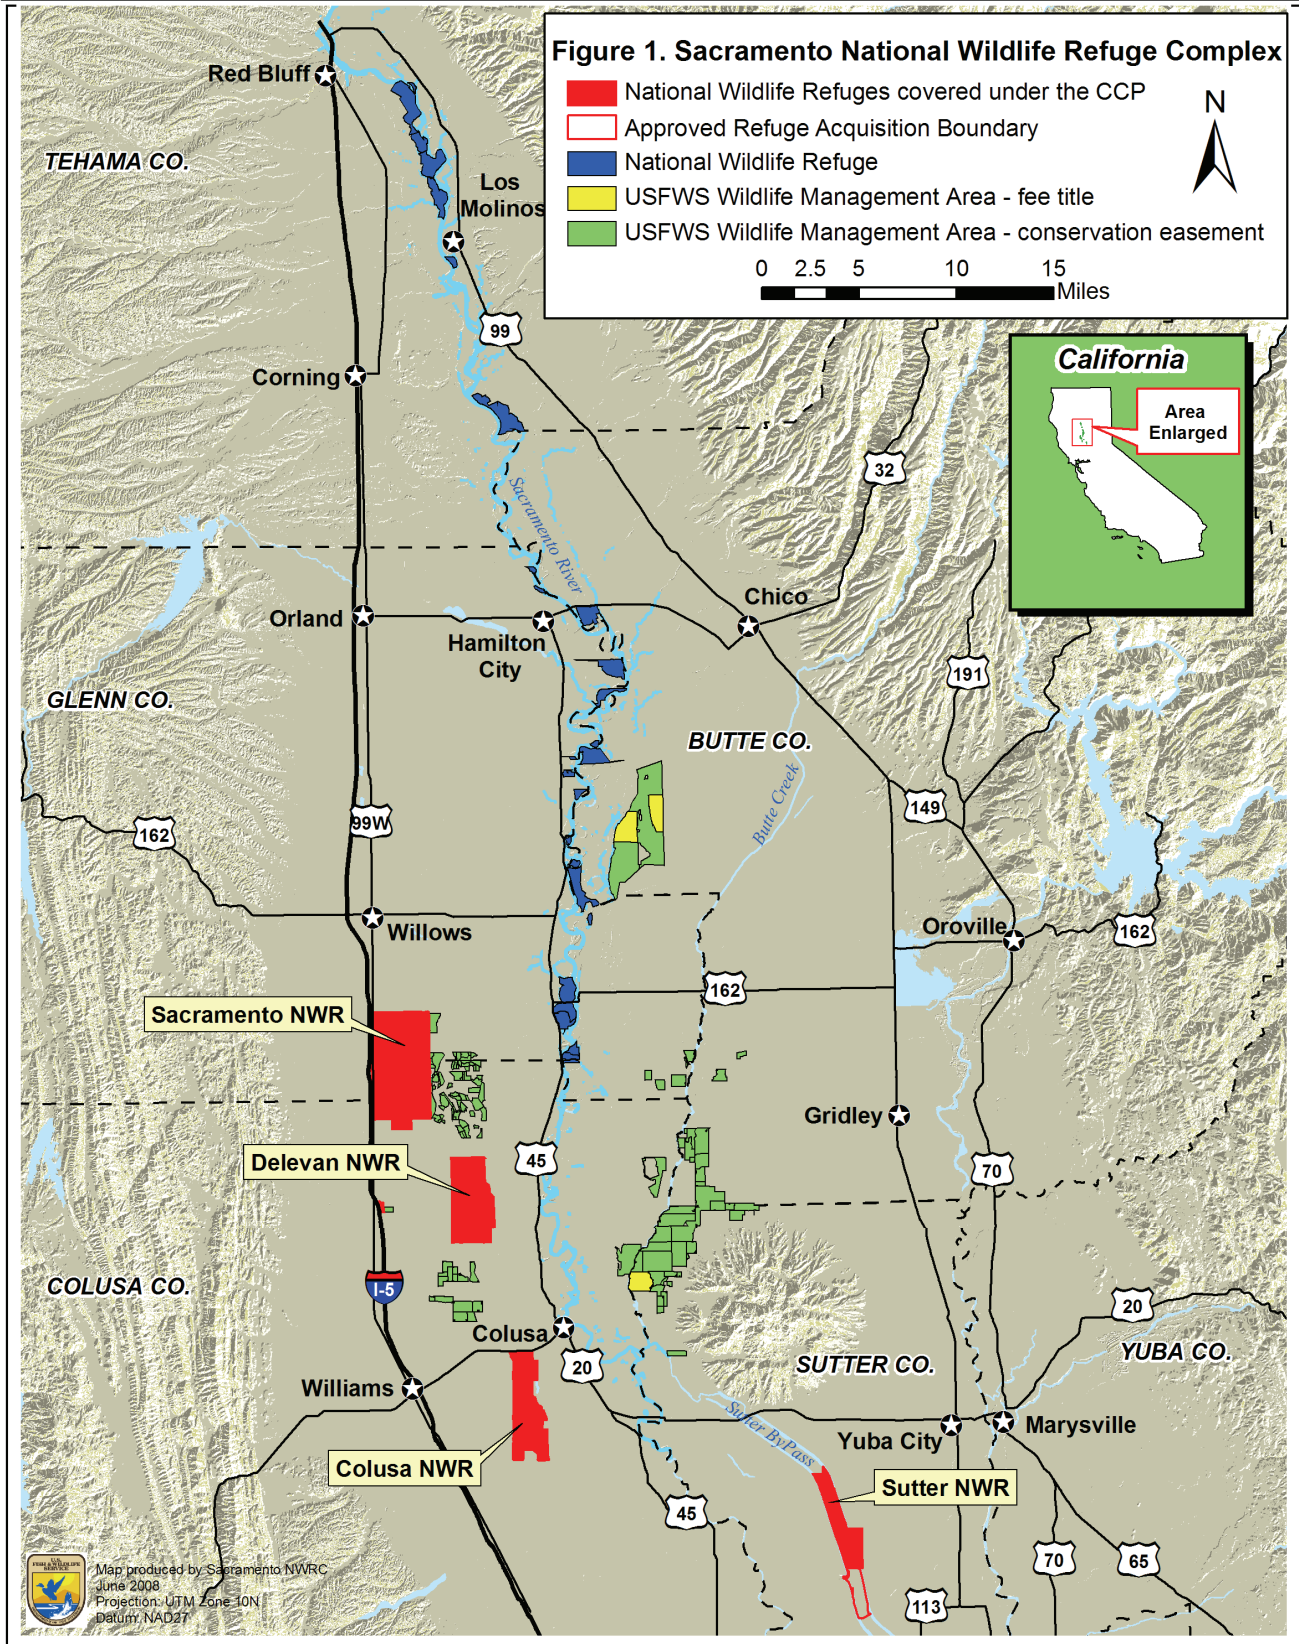 Figure 1. Sacramento National Wildlife Refuge Complex
National Wildlife Refuges covered under the CCP
Approved Refuge Acquisition Boundary
National Wildlife Refuge
USFWS Wildlife Management Area - fee title
USFWS Wildlife Management Area - conservation easement
0 2.5 5 10 15
Miles
N
California
Area
Enlarged
Red Bluff
TEHAMA CO.
Los
Molinos
99
Corning
32
Sacramento River
Chico
Orland
Hamilton
City
191
GLENN CO.
BUTTE CO.
Butte Creek
149
99W
162
Willows
Oroville
162
162
Sacramento NWR
Gridley
Delevan NWR
45
70
COLUSA CO.
I-5
20
Colusa
20
YUBA CO.
SUTTER CO.
Williams
Sutter ByPass
Yuba City
Marysville
Colusa NWR
Sutter NWR
45
70
65
113
U.S.
FISH & WILDLIFE
SERVICE
Map produced by Sacramento NWRC
June 2008
Projection: UTM Zone 10N
Datum: NAD27